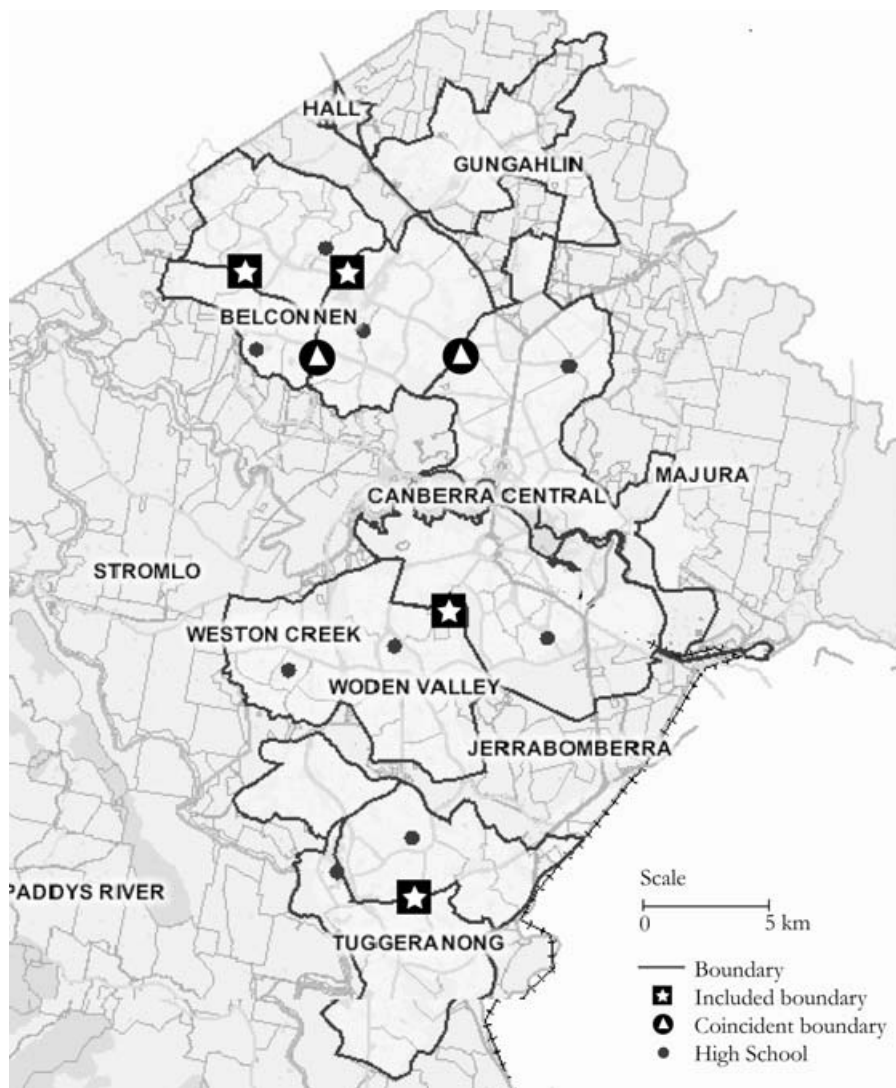 HALL
GUNGAHLIN
BELCONNEN
MAJURA
CANBERRA CENTRAL
STROMLO
WESTON CREEK
WODEN VALLEY
JERRABOMBERRA
PADDYS RIVER
TUGGERANONG
Scale
0 5 km
Boundary
Included boundary
Coincident boundary
High School